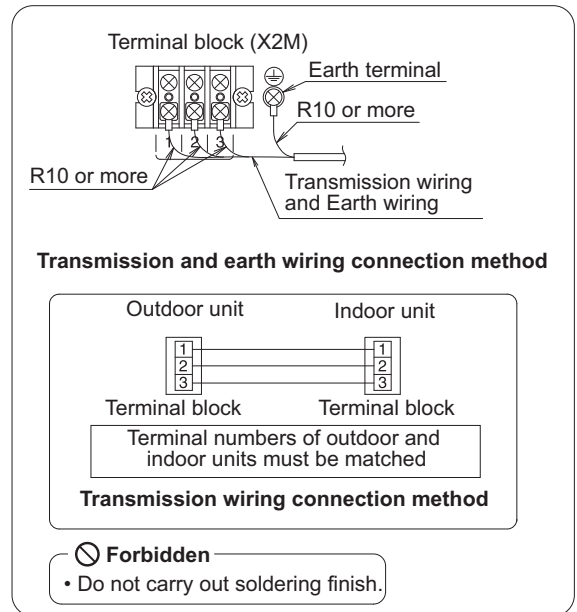 Terminal block (X2M)
Earth terminal
R10 or more
1 2 3
R10 or more
Transmission wiring
and Earth wiring
Transmission and earth wiring connection method
Outdoor unit
Indoor unit
1 1
2 2
3 3
Terminal block
Terminal block
Terminal numbers of outdoor and
indoor units must be matched
Transmission wiring connection method
Forbidden
• Do not carry out soldering finish.